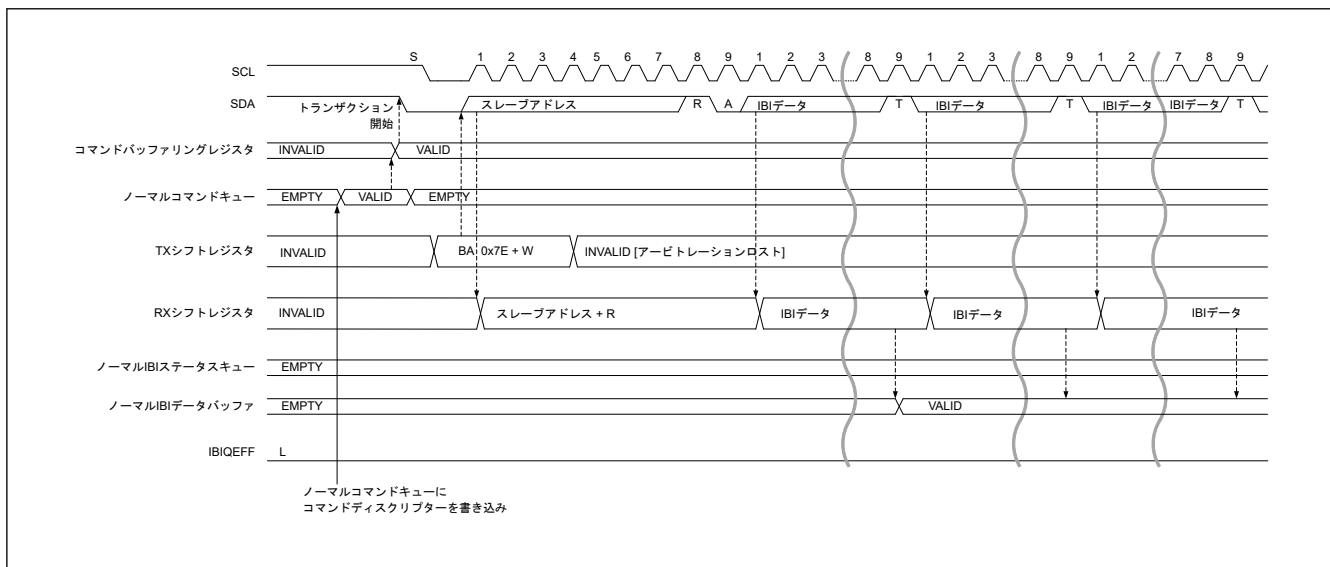 S 1 2 3 4 5 6 7 8 9 1 2 3 8 9 1 2 3 8 9 1 2 7 8 9
SCL
SDA スレーブアドレス R A IBIデータ T IBIデータ T IBIデータ IBIデータ T
トランザクション
開始
コマンドバッファリングレジスタ INVALID VALID
ノーマルコマンドキュー EMPTY VALID EMPTY
TXシフトレジスタ INVALID BA 0x7E + W INVALID [アービトレーションロスト]
RXシフトレジスタ INVALID スレーブアドレス + R IBIデータ IBIデータ IBIデータ
ノーマルIBIステータスキュー EMPTY
ノーマルIBIデータバッファ EMPTY VALID
IBIQEFF L
ノーマルコマンドキューに
コマンドディスクリプターを書き込み